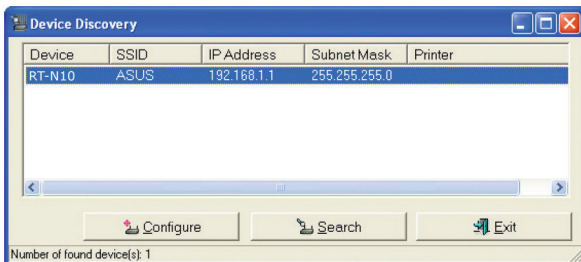 Device Discovery
Device SSID IP Address Subnet Mask Printer
RT-N10 ASUS 192.168.1.1 255.255.255.0
Configure Search Exit
Number of found device(s): 1